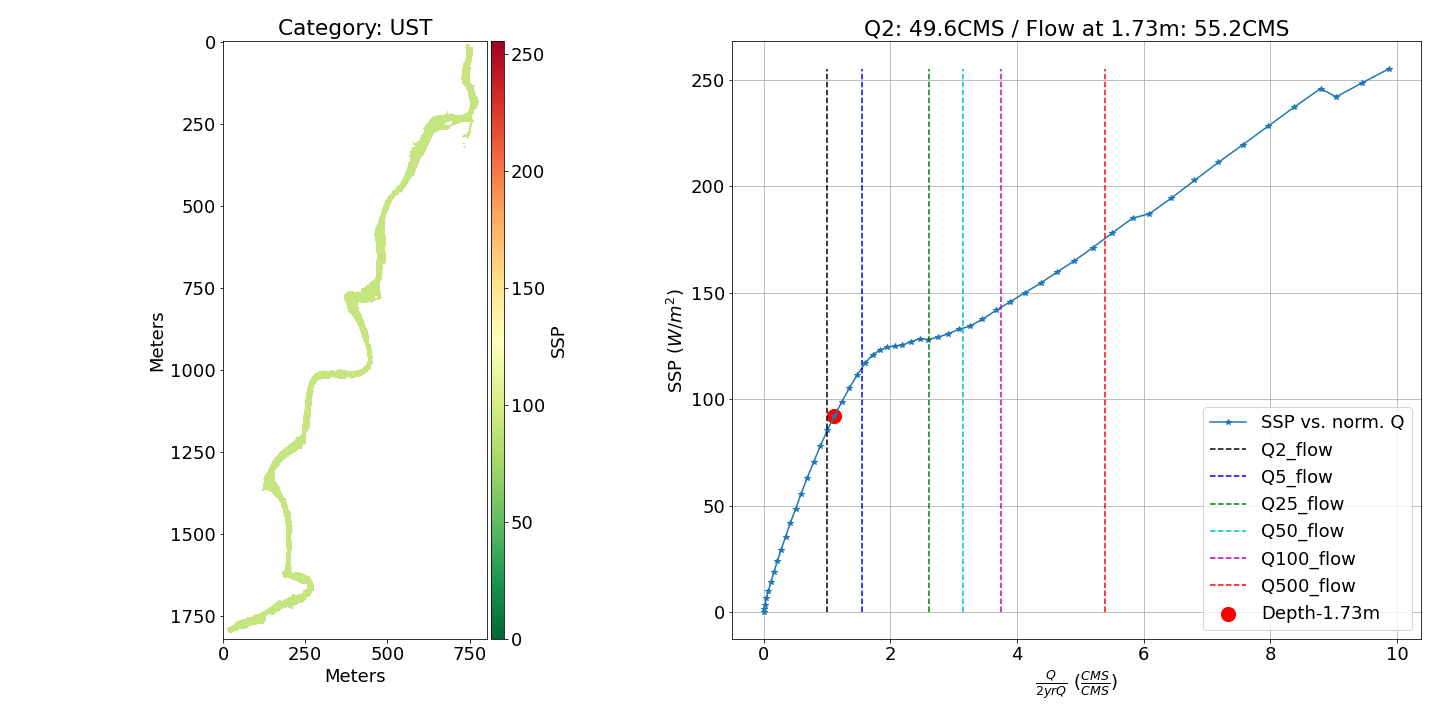 Category: UST
0
250
500
750
1000
1250
1500
1750
Meters
0
250
500
750
Meters
250
200
150
100
50
0
SSP
Q2: 49.6CMS / Flow at 1.73m: 55.2CMS
250
200
150
100
50
0
SSP (W/m²)
0
2
4
6
8
10
Q/2yrQ (CMS/CMS)
SSP vs. norm. Q
Q2_flow
Q5_flow
Q25_flow
Q50_flow
Q100_flow
Q500_flow
Depth-1.73m